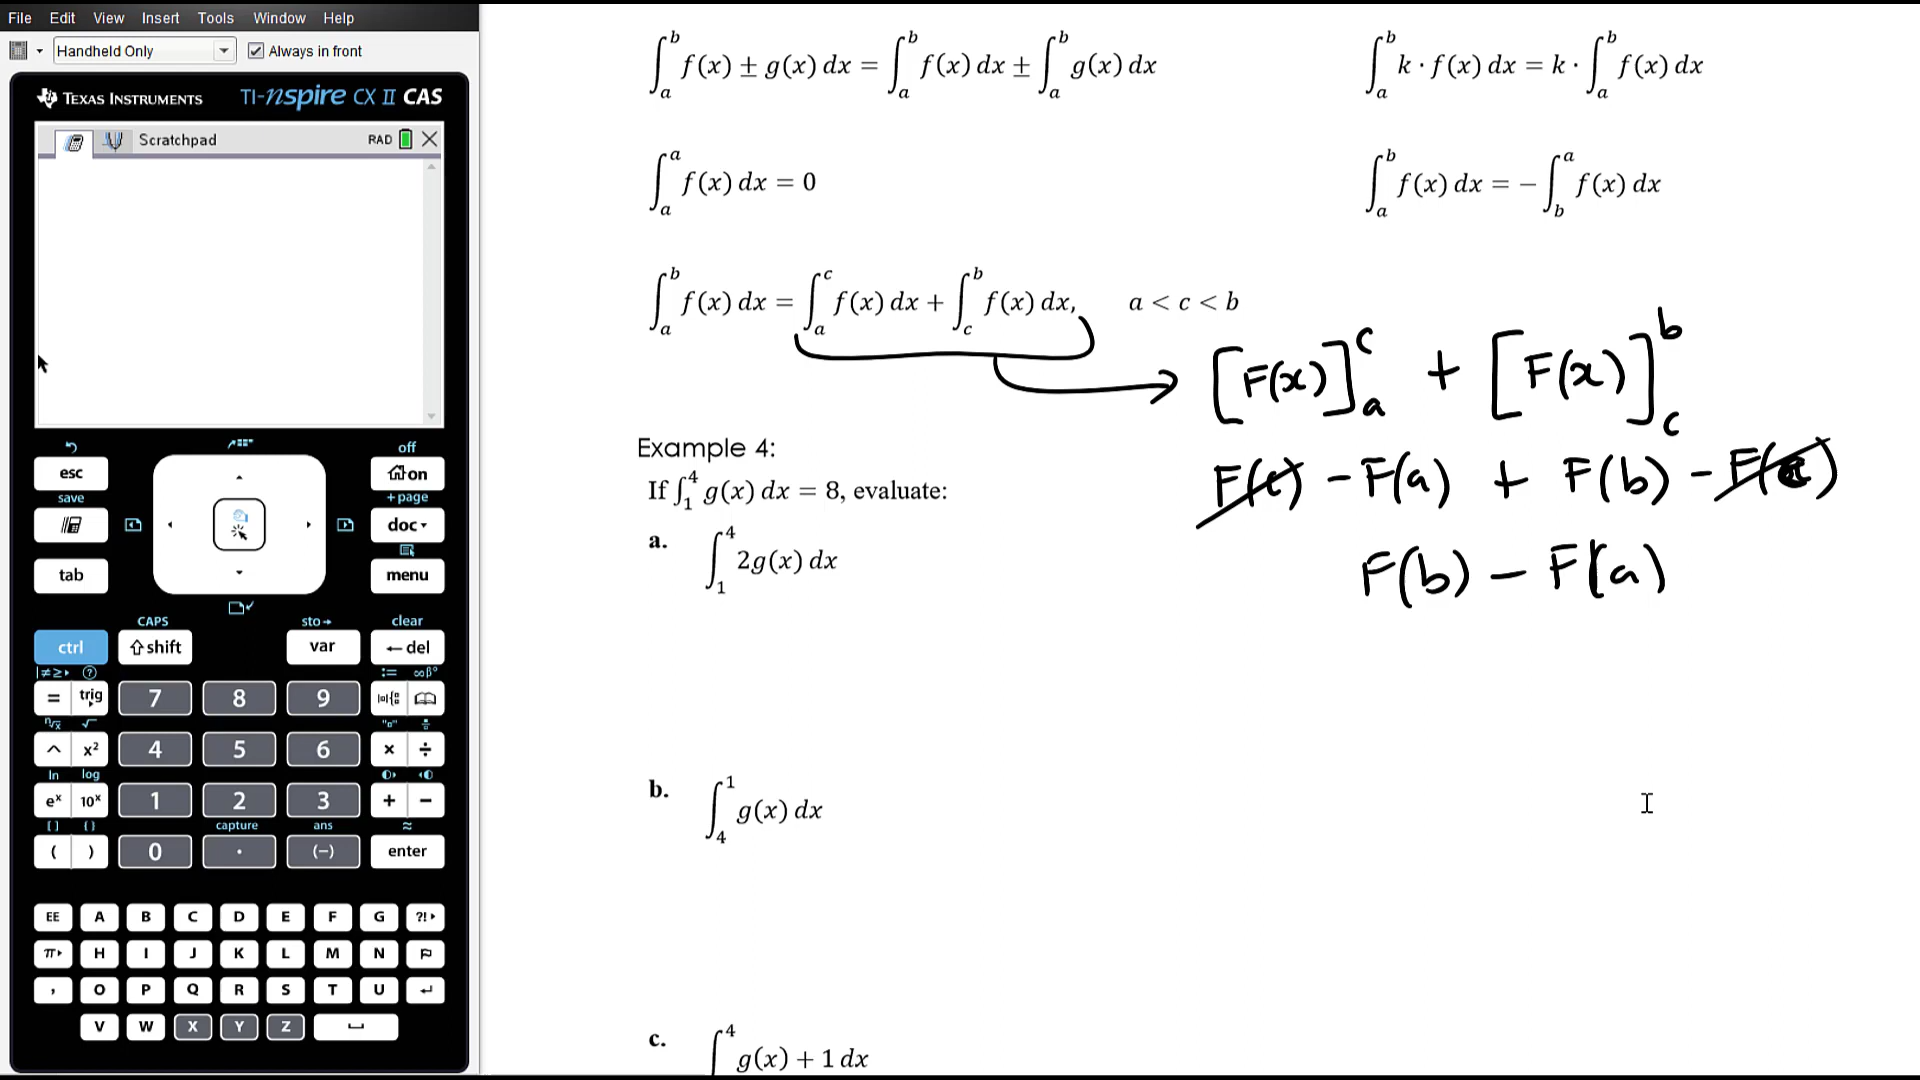 File Edit View Insert Tools Window Help
Handheld Only Always in front
TEXAS INSTRUMENTS TI-nspire CX II CAS
Scratchpad RAD
off
esc on
save +page
doc
tab menu
CAPS sto→ clear
ctrl ⇧shift var ←del
|≠≥▸ ? := ∞β°
= trig 7 8 9
ⁿ√x √ "□" ÷
^ x² 4 5 6 × ÷
ln log
eˣ 10ˣ 1 2 3 + −
[ ] { } capture ans ≈
( ) 0 . (−) enter
EE A B C D E F G ?!▸
π▸ H I J K L M N
, O P Q R S T U ↵
V W X Y Z
∫_a^b f(x) ± g(x) dx = ∫_a^b f(x) dx ± ∫_a^b g(x) dx
∫_a^b k · f(x) dx = k · ∫_a^b f(x) dx
∫_a^a f(x) dx = 0
∫_a^b f(x) dx = − ∫_b^a f(x) dx
∫_a^b f(x) dx = ∫_a^c f(x) dx + ∫_c^b f(x) dx, a < c < b
[F(x)]_a^c + [F(x)]_c^b
F(c) − F(a) + F(b) − F(c)
F(b) − F(a)
Example 4:
If ∫_1^4 g(x) dx = 8, evaluate:
a. ∫_1^4 2g(x) dx
b. ∫_4^1 g(x) dx
c. ∫^4 g(x) + 1 dx